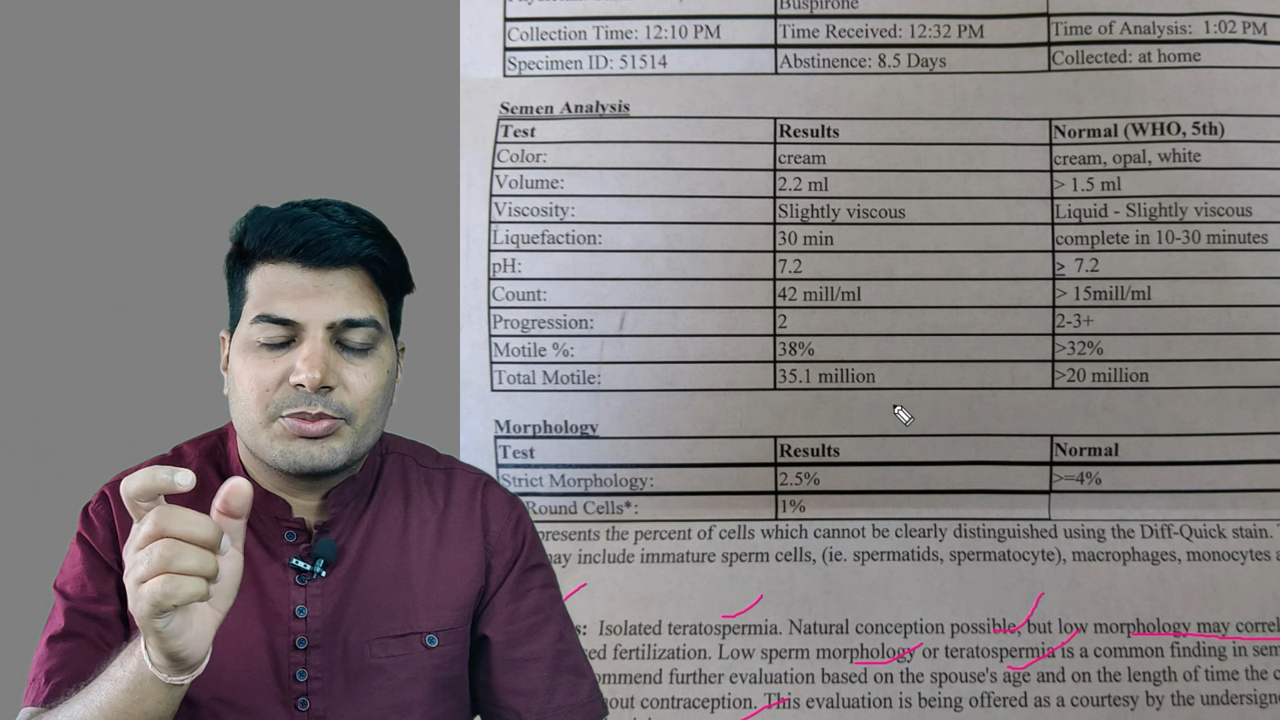 Buspirone
Collection Time: 12:10 PM Time Received: 12:32 PM Time of Analysis: 1:02 PM
Specimen ID: 51514 Abstinence: 8.5 Days Collected: at home
Semen Analysis
Test Results Normal (WHO, 5th)
Color: cream cream, opal, white
Volume: 2.2 ml > 1.5 ml
Viscosity: Slightly viscous Liquid - Slightly viscous
Liquefaction: 30 min complete in 10-30 minutes
pH: 7.2 ≥ 7.2
Count: 42 mill/ml > 15mill/ml
Progression: 2 2-3+
Motile %: 38% >32%
Total Motile: 35.1 million >20 million
Morphology
Test Results Normal
Strict Morphology: 2.5% >=4%
Round Cells*: 1%
the percent of cells which cannot be clearly distinguished using the Diff-Quick stain.
may include immature sperm cells, (ie. spermatids, spermatocyte), macrophages, monocytes
Isolated teratospermia. Natural conception possible, but low morphology may
fertilization. Low sperm morphology or teratospermia is a common finding in
further evaluation based on the spouse's age and on the length of time the
contraception. This evaluation is being offered as a courtesy by the